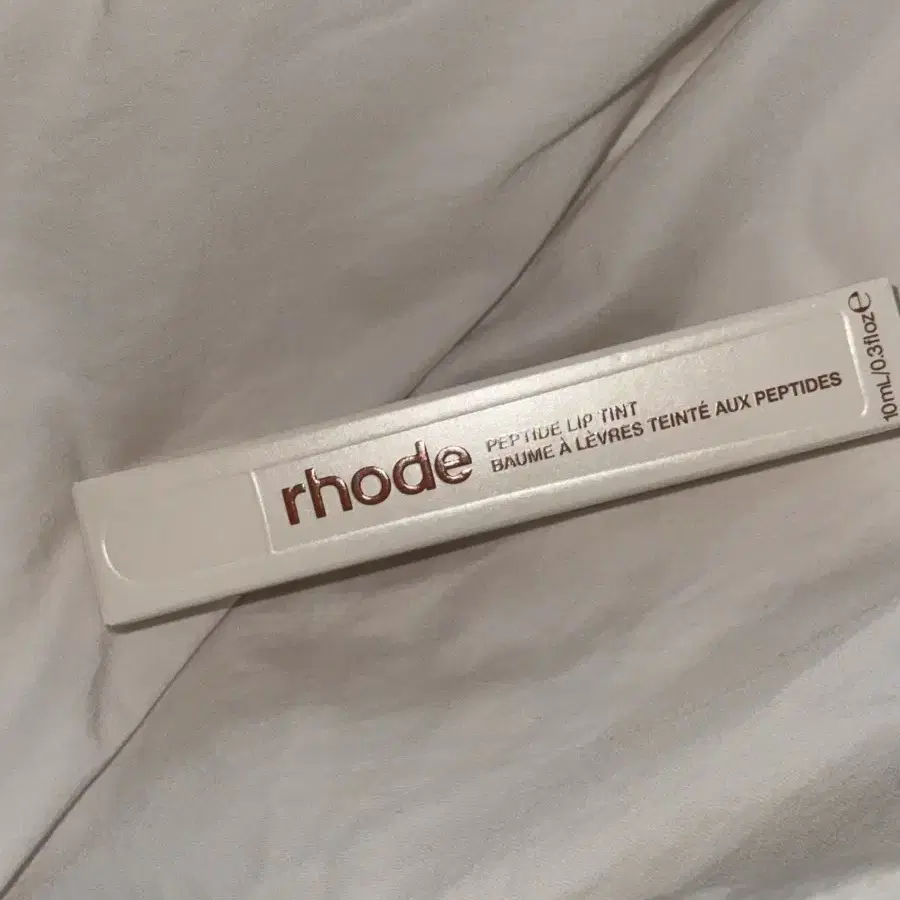 rhode
PEPTIDE LIP TINT
BAUME À LÈVRES TEINTÉ AUX PEPTIDES
10mL/0.3floz℮